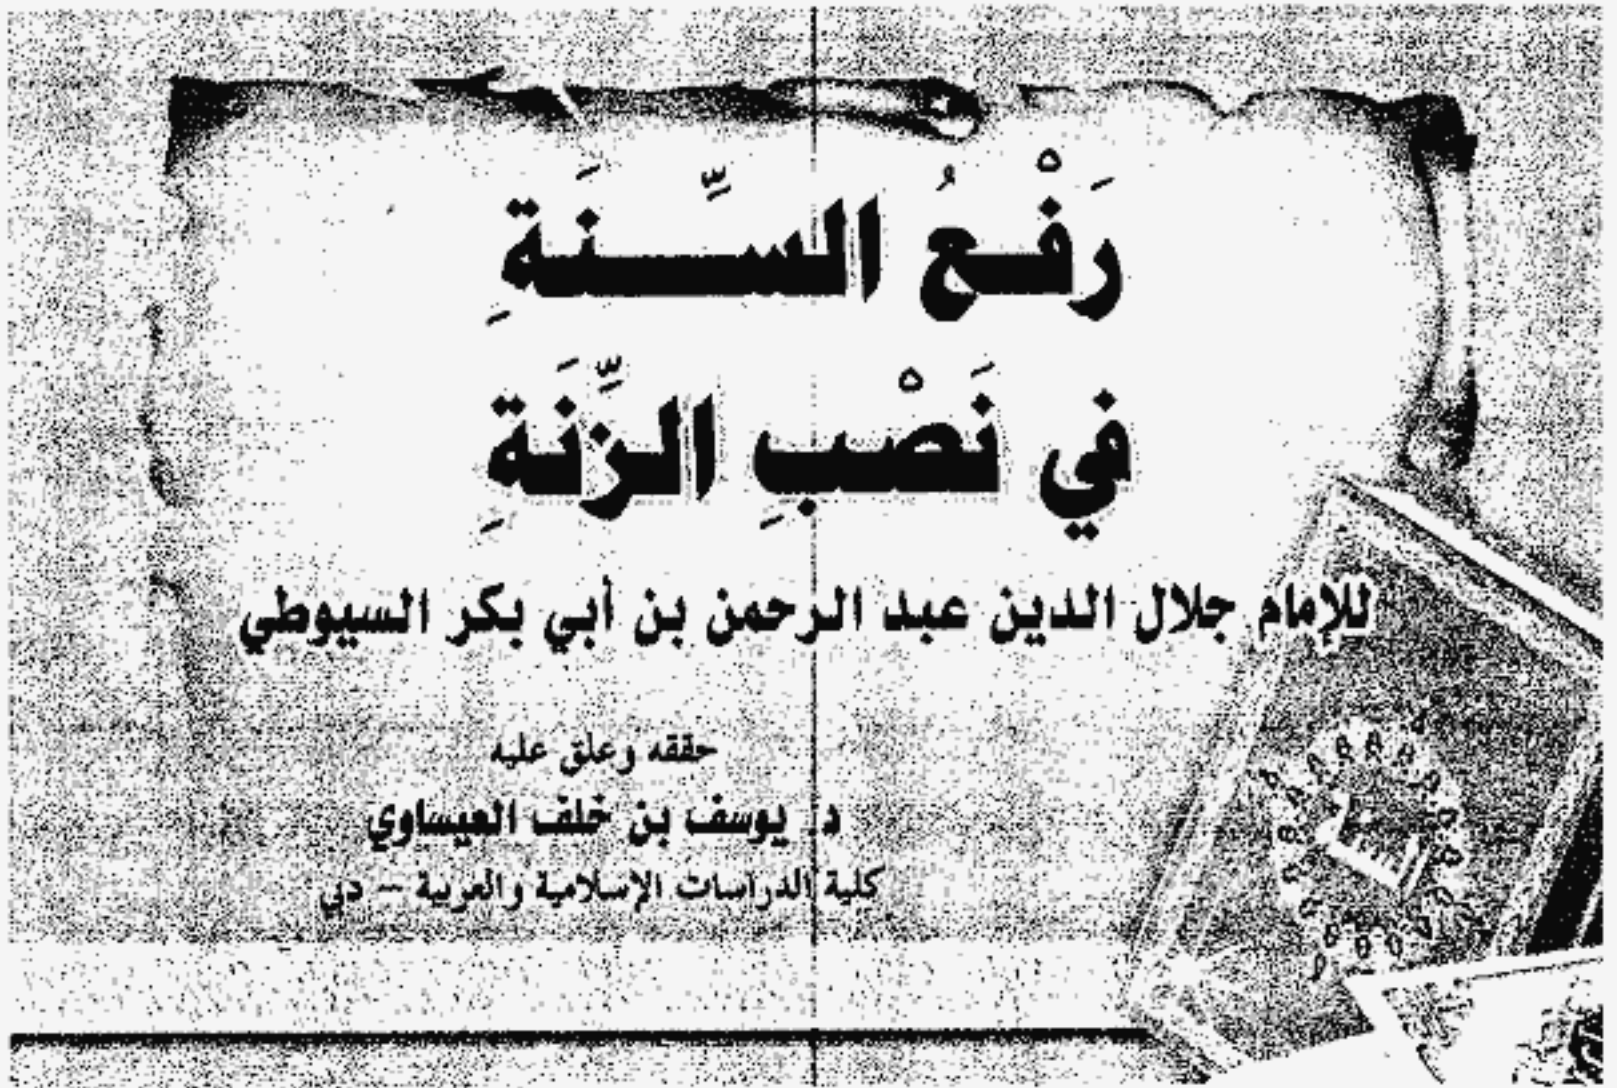 رَفْعُ السِّنَةِ
في نَصْبِ الزِّنَةِ
للإمام جلال الدين عبد الرحمن بن أبي بكر السيوطي
حققه وعلق عليه
د. يوسف بن خلف العيساوي
كلية الدراسات الإسلامية والعربية – دبي